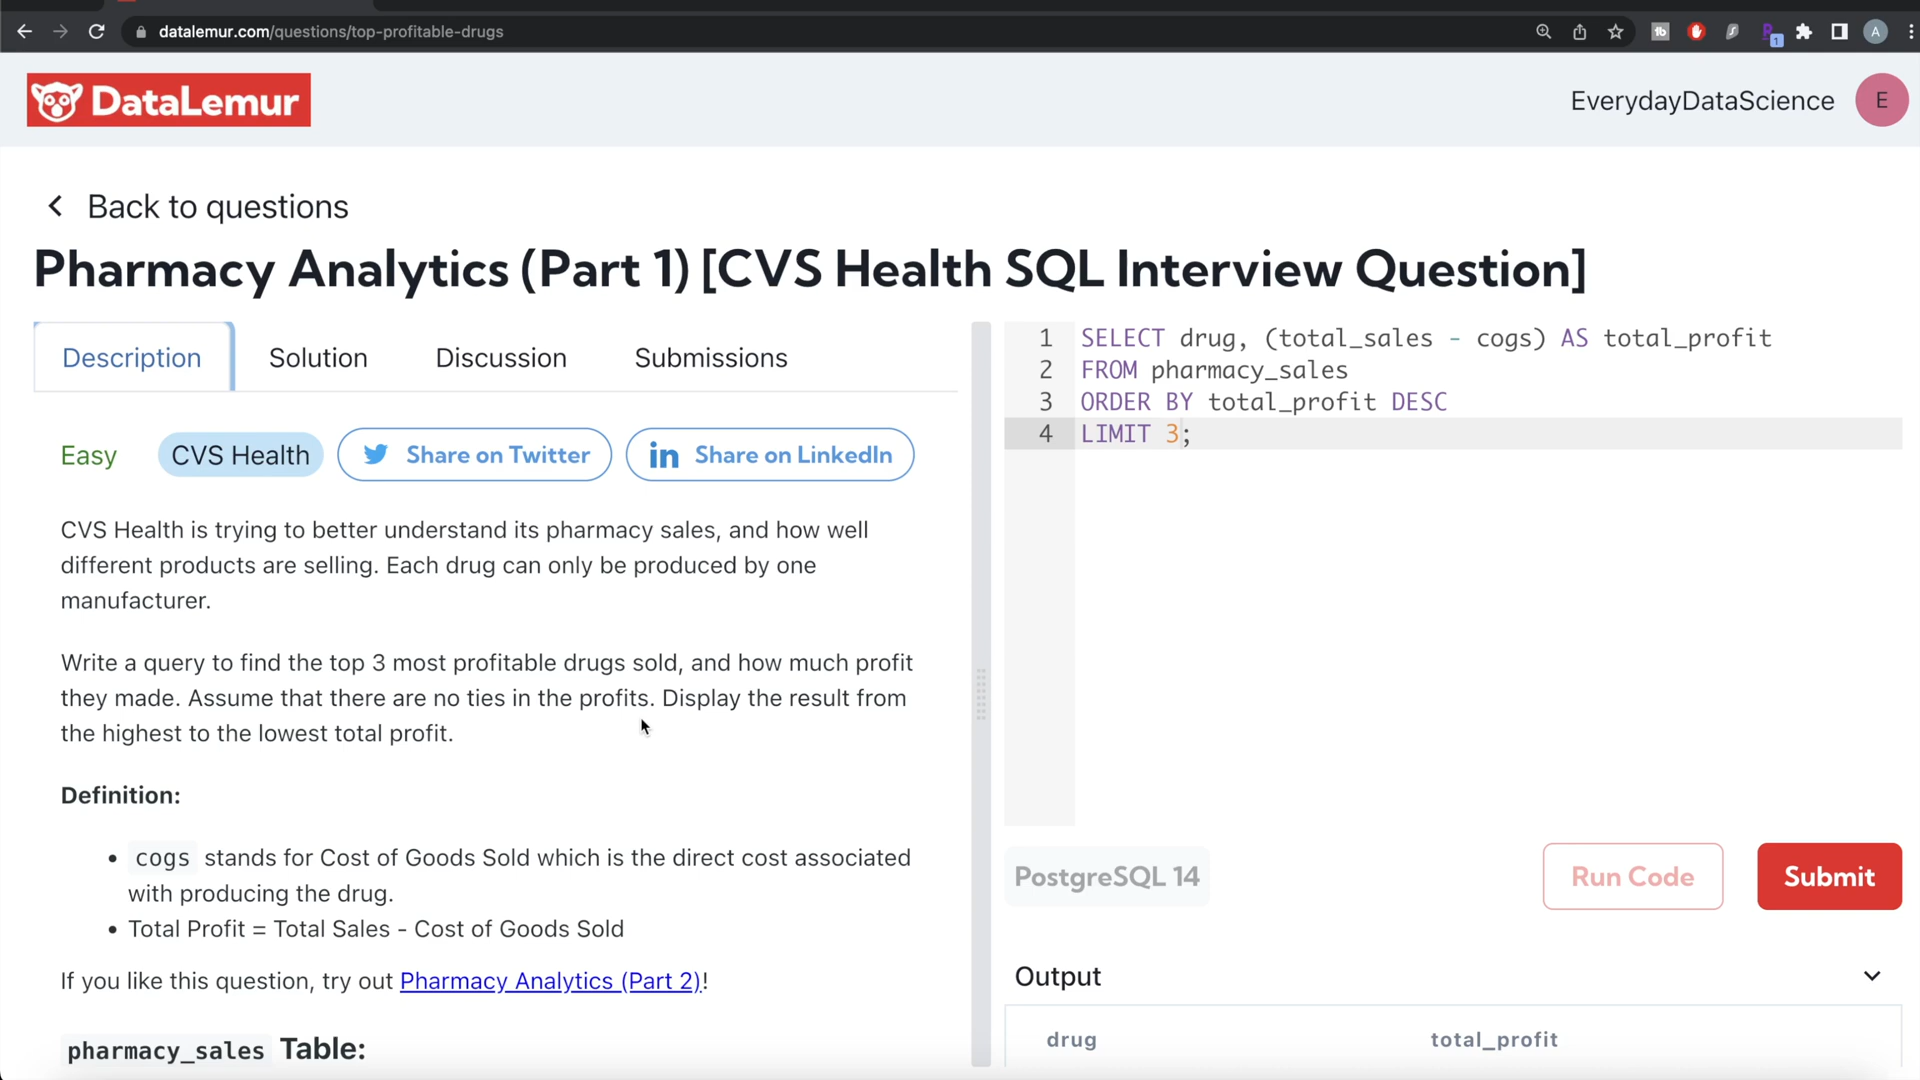 datalemur.com/questions/top-profitable-drugs
tb
1
A
DataLemur
EverydayDataScience
E
Back to questions
Pharmacy Analytics (Part 1) [CVS Health SQL Interview Question]
Description
Solution
Discussion
Submissions
Easy
CVS Health
Share on Twitter
in Share on LinkedIn
CVS Health is trying to better understand its pharmacy sales, and how well
different products are selling. Each drug can only be produced by one
manufacturer.
Write a query to find the top 3 most profitable drugs sold, and how much profit
they made. Assume that there are no ties in the profits. Display the result from
the highest to the lowest total profit.
Definition:
• cogs stands for Cost of Goods Sold which is the direct cost associated
with producing the drug.
• Total Profit = Total Sales - Cost of Goods Sold
If you like this question, try out Pharmacy Analytics (Part 2)!
pharmacy_sales Table:
1 SELECT drug, (total_sales - cogs) AS total_profit
2 FROM pharmacy_sales
3 ORDER BY total_profit DESC
4 LIMIT 3;
PostgreSQL 14
Run Code
Submit
Output
drug
total_profit